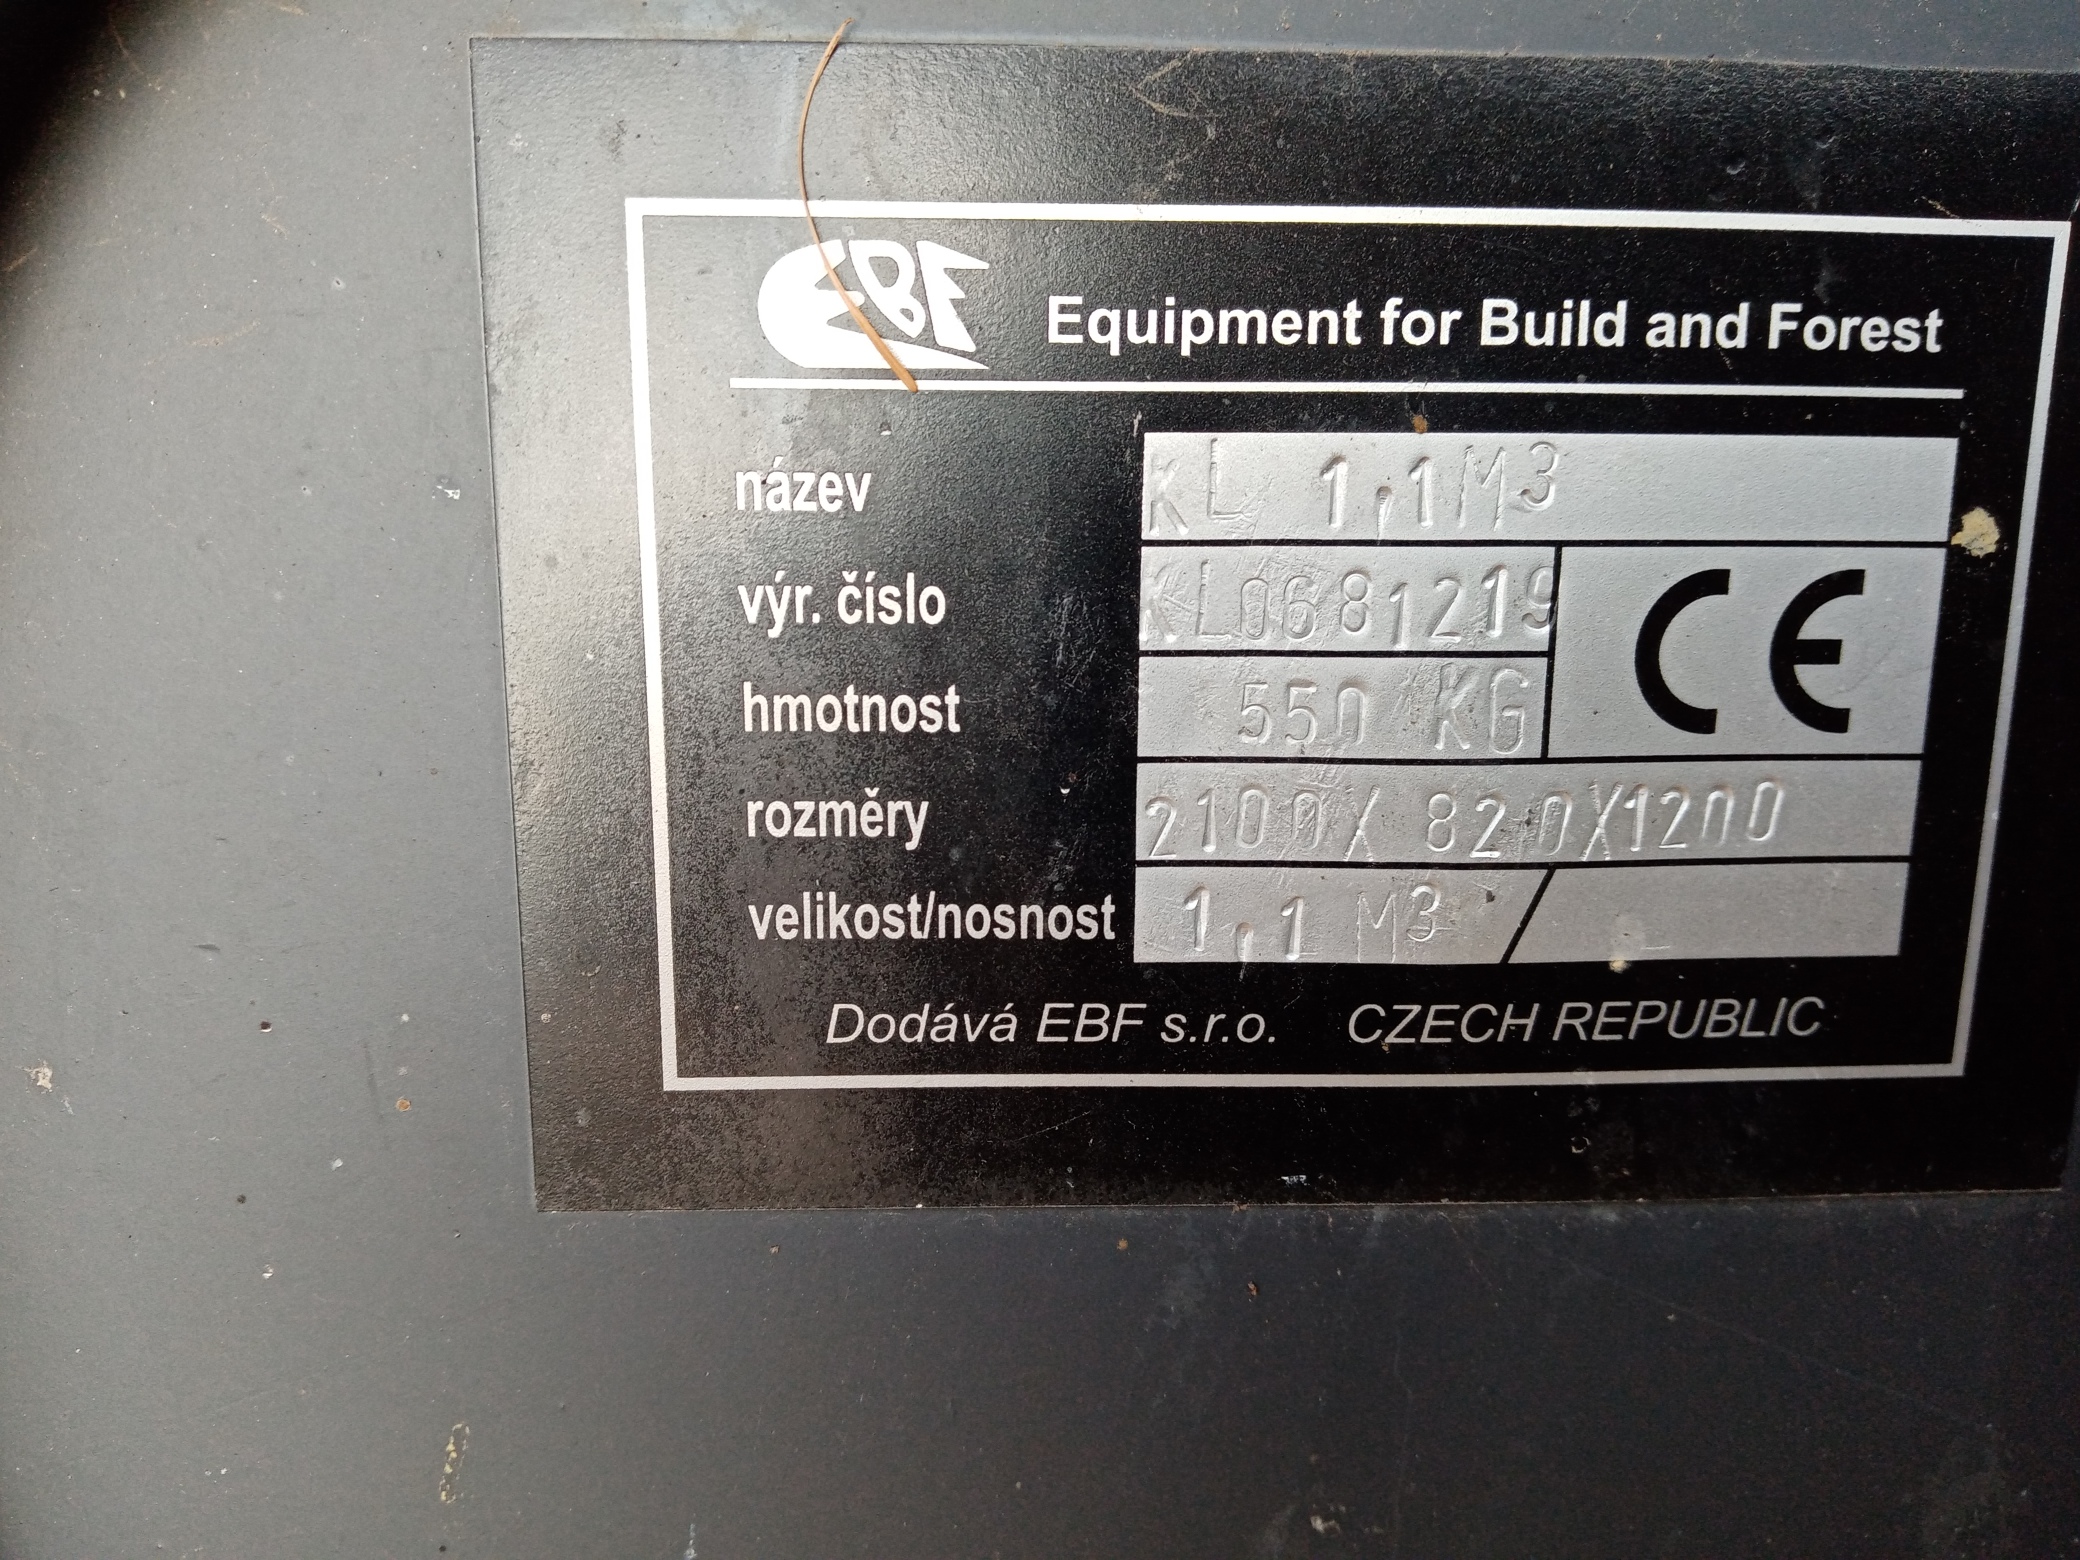 EBF Equipment for Build and Forest
název KL 1,1M3
výr. číslo KL0681219
CE
hmotnost 550 KG
rozměry 2100X 820X1200
velikost/nosnost 1,1 M3 / -
Dodává EBF s.r.o. CZECH REPUBLIC